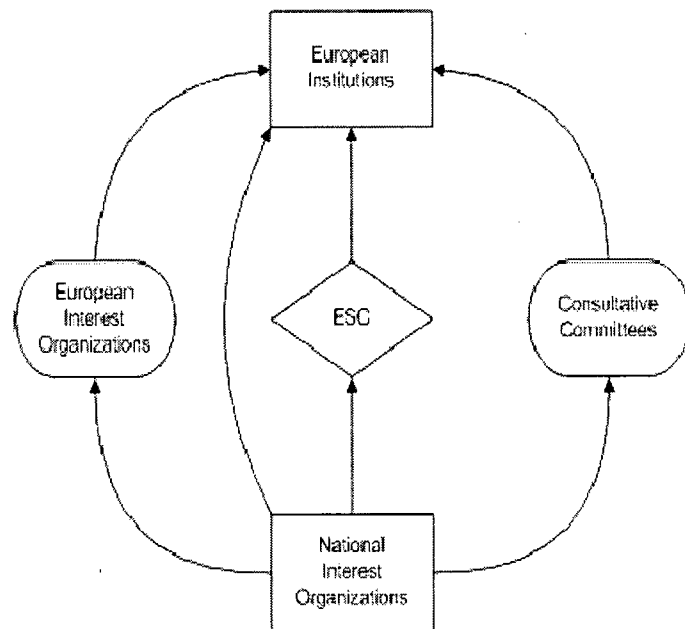 European
Institutions
European
Interest
Organizations
ESC
Consultative
Committees
National
Interest
Organizations